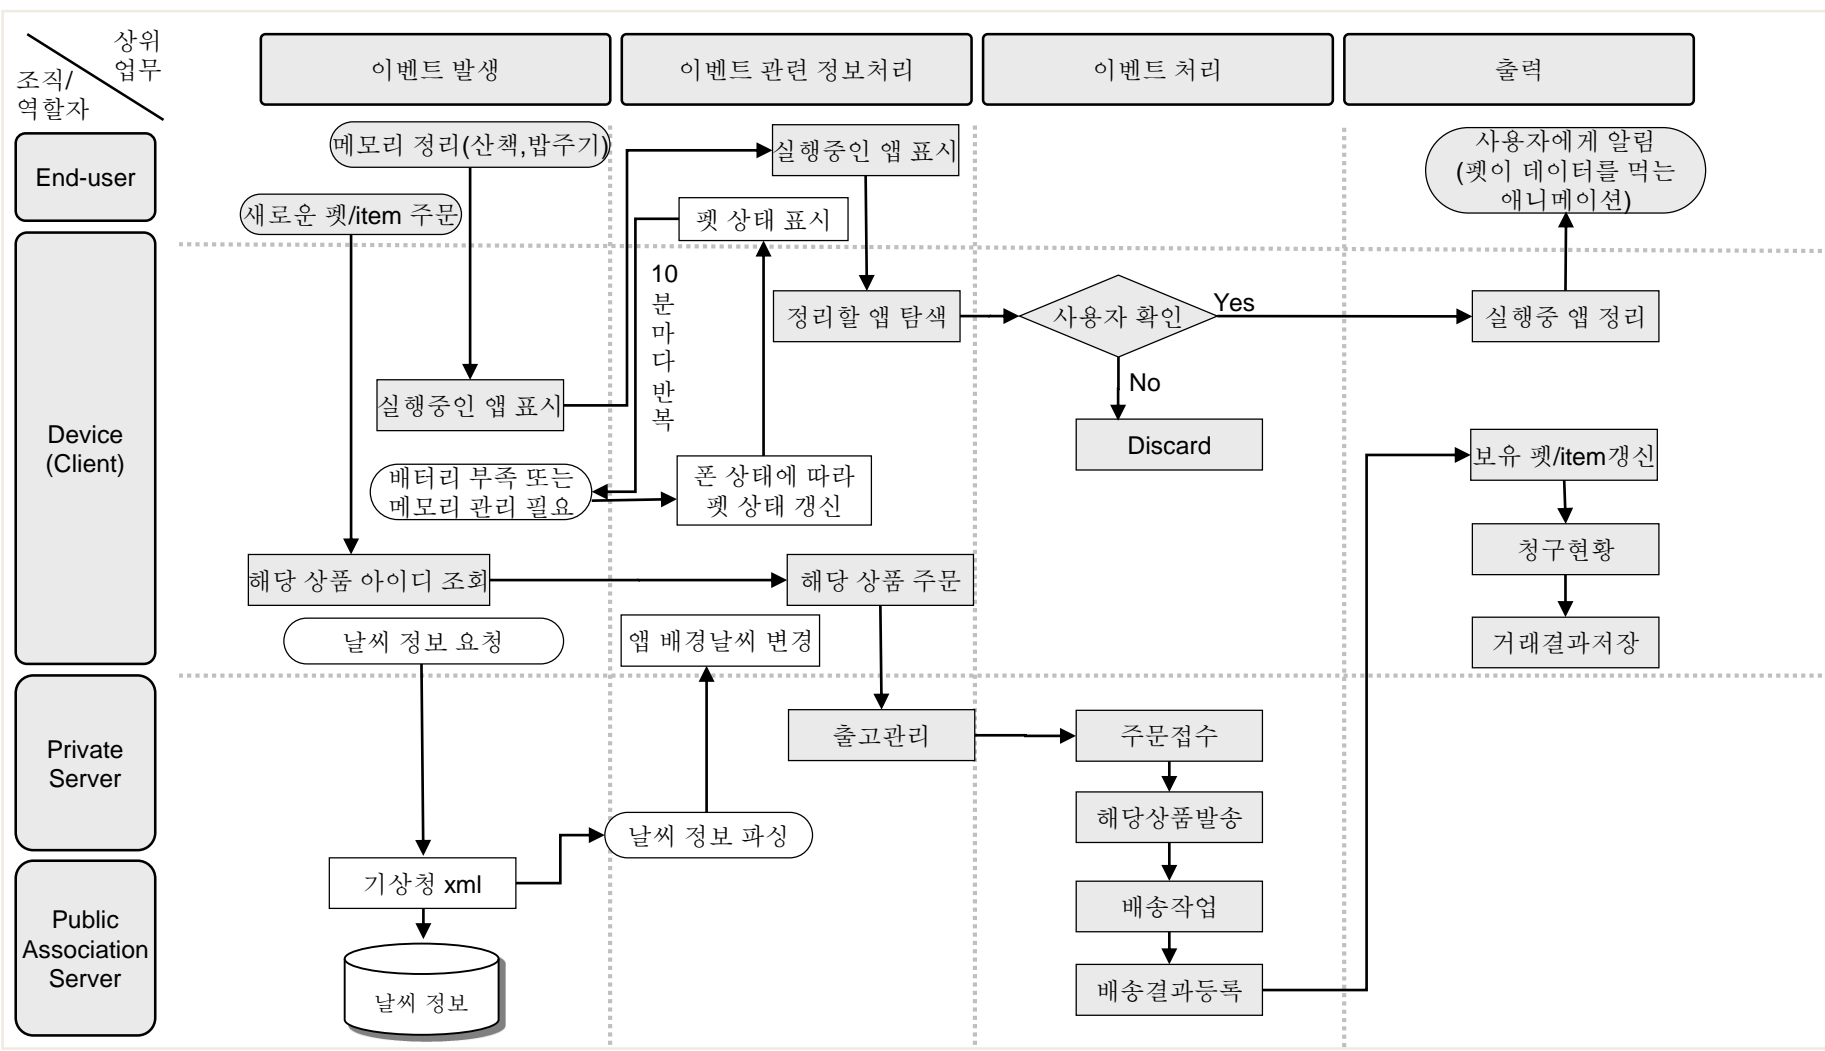 상위
업무
조직/
역할자
이벤트 발생
이벤트 관련 정보처리
이벤트 처리
출력
End-user
메모리 정리(산책,밥주기)
실행중인 앱 표시
사용자에게 알림
(펫이 데이터를 먹는
애니메이션)
새로운 펫/item 주문
펫 상태 표시
Device
(Client)
10
분
마
다
반
복
정리할 앱 탐색
사용자 확인
Yes
실행중 앱 정리
No
실행중인 앱 표시
Discard
보유 펫/item갱신
배터리 부족 또는
메모리 관리 필요
폰 상태에 따라
펫 상태 갱신
청구현황
해당 상품 아이디 조회
해당 상품 주문
날씨 정보 요청
앱 배경날씨 변경
거래결과저장
Private
Server
출고관리
주문접수
해당상품발송
날씨 정보 파싱
Public
Association
Server
기상청 xml
배송작업
날씨 정보
배송결과등록